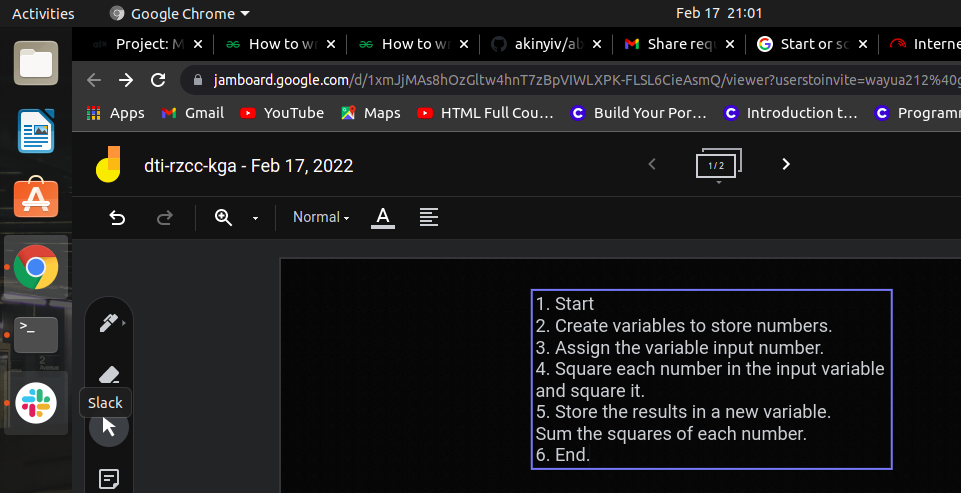 Activities
Google Chrome
Feb 17 21:01
Project: M
How to w
How to w
akinyiv/al
Share req
Start or sc
Interne
jamboard.google.com/d/1xmJjMAs8hOzGltw4hnT7zBpVIWLXPK-FLSL6CieAsmQ/viewer?userstoinvite=wayua212%40g
Apps
Gmail
YouTube
Maps
HTML Full Cou...
Build Your Por...
Introduction t...
Programm
dti-rzcc-kga - Feb 17, 2022
1 / 2
Normal
A
Slack
1. Start
2. Create variables to store numbers.
3. Assign the variable input number.
4. Square each number in the input variable
and square it.
5. Store the results in a new variable.
Sum the squares of each number.
6. End.